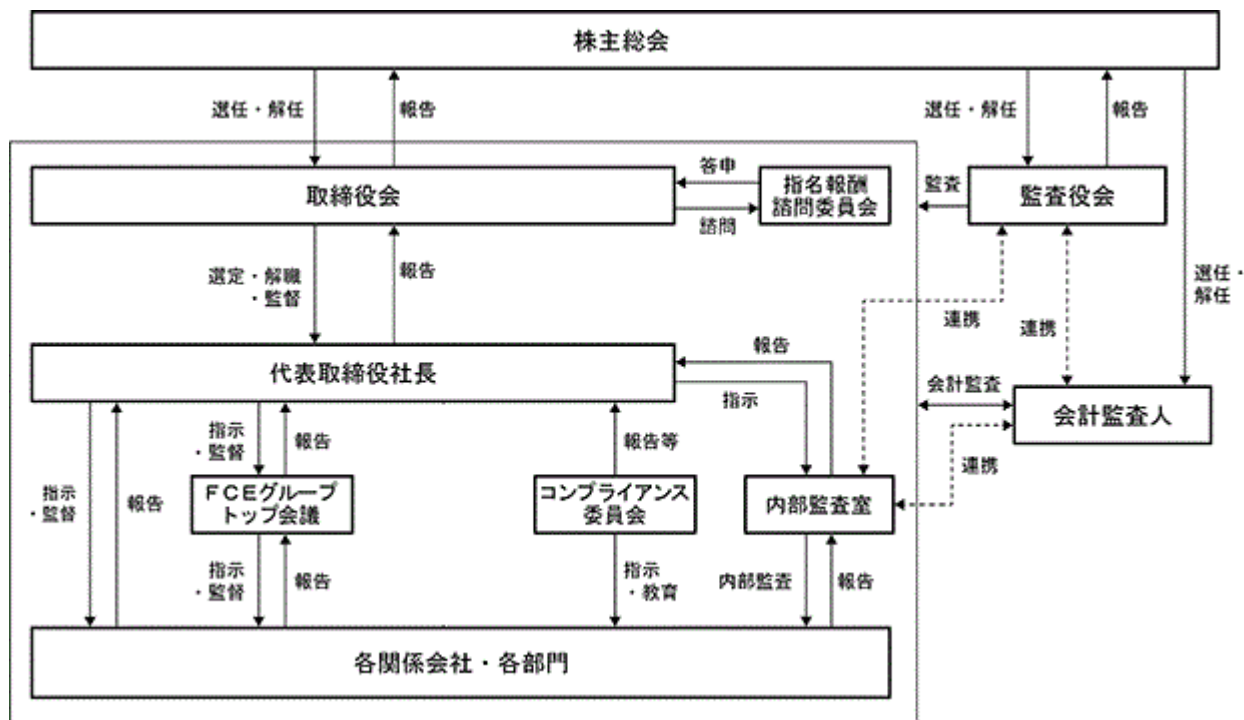 株主総会
選任・解任
報告
選任・解任
報告
取締役会
答申
諮問
指名報酬
諮問委員会
監査
監査役会
選定・解職
・監督
報告
選任・
解任
連携
連携
代表取締役社長
報告
指示
会計監査
会計監査人
指示
・監督
報告
報告等
連携
指示
・監督
報告
FCEグループ
トップ会議
コンプライアンス
委員会
内部監査室
指示
・監督
報告
指示
・教育
内部監査
報告
各関係会社・各部門